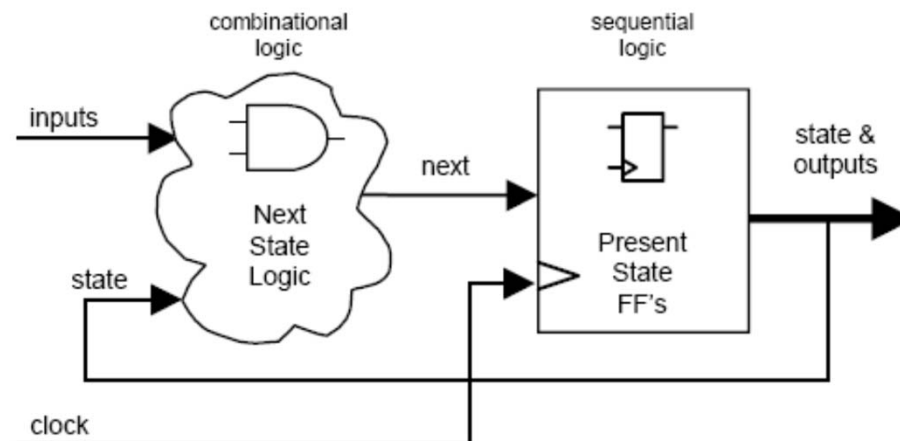 combinational
logic
sequential
logic
inputs
state &
outputs
next
Next
State
Logic
Present
State
FF's
state
clock